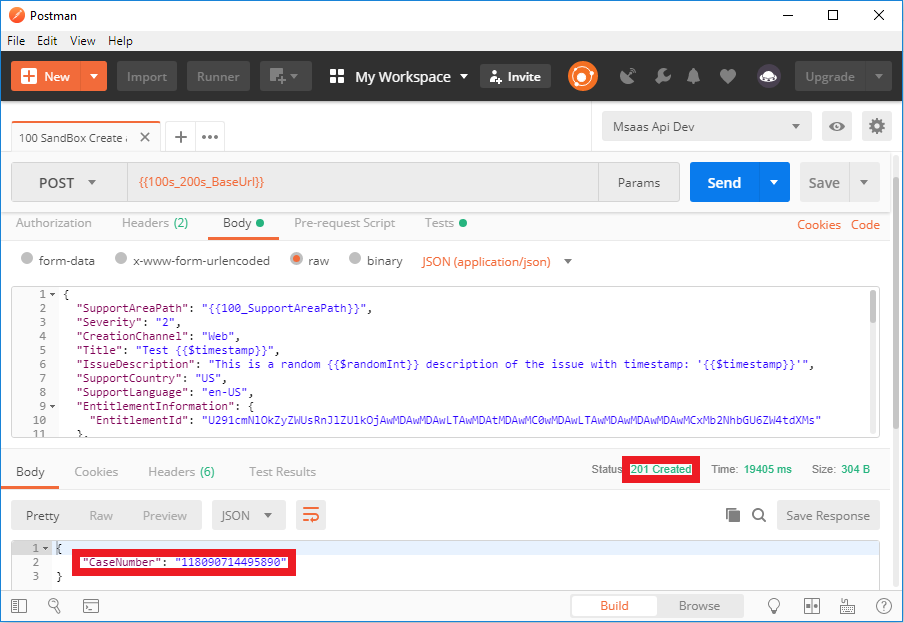 Postman
File Edit View Help
New Import Runner My Workspace Invite Upgrade
100 SandBox Create
Msaas Api Dev
POST {{100s_200s_BaseUrl}} Params Send Save
Authorization Headers (2) Body Pre-request Script Tests Cookies Code
form-data x-www-form-urlencoded raw binary JSON (application/json)
1 {
2 "SupportAreaPath": "{{100_SupportAreaPath}}",
3 "Severity": "2",
4 "CreationChannel": "Web",
5 "Title": "Test {{$timestamp}}",
6 "IssueDescription": "This is a random {{$randomInt}} description of the issue with timestamp: '{{$timestamp}}'",
7 "SupportCountry": "US",
8 "SupportLanguage": "en-US",
9 "EntitlementInformation": {
10 "EntitlementId":
11 },
Body Cookies Headers (6) Test Results Status: 201 Created Time: 19405 ms Size: 304 B
Pretty Raw Preview JSON Save Response
1 {
2 "CaseNumber": "118090714495890"
3 }
Build Browse